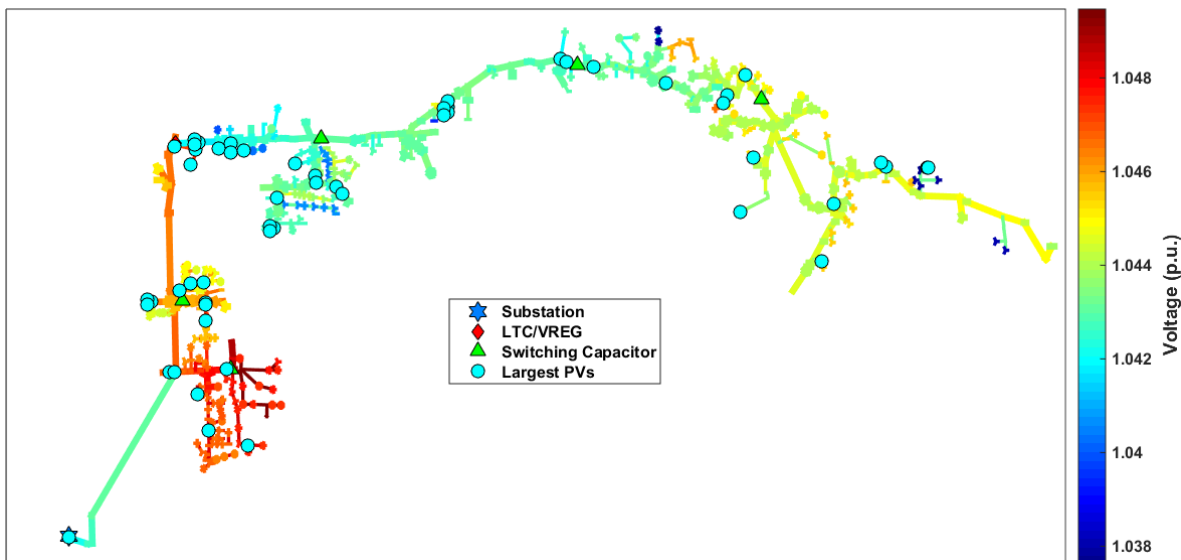 Substation
LTC/VREG
Switching Capacitor
Largest PVs
1.048
1.046
1.044
1.042
1.04
1.038
Voltage (p.u.)